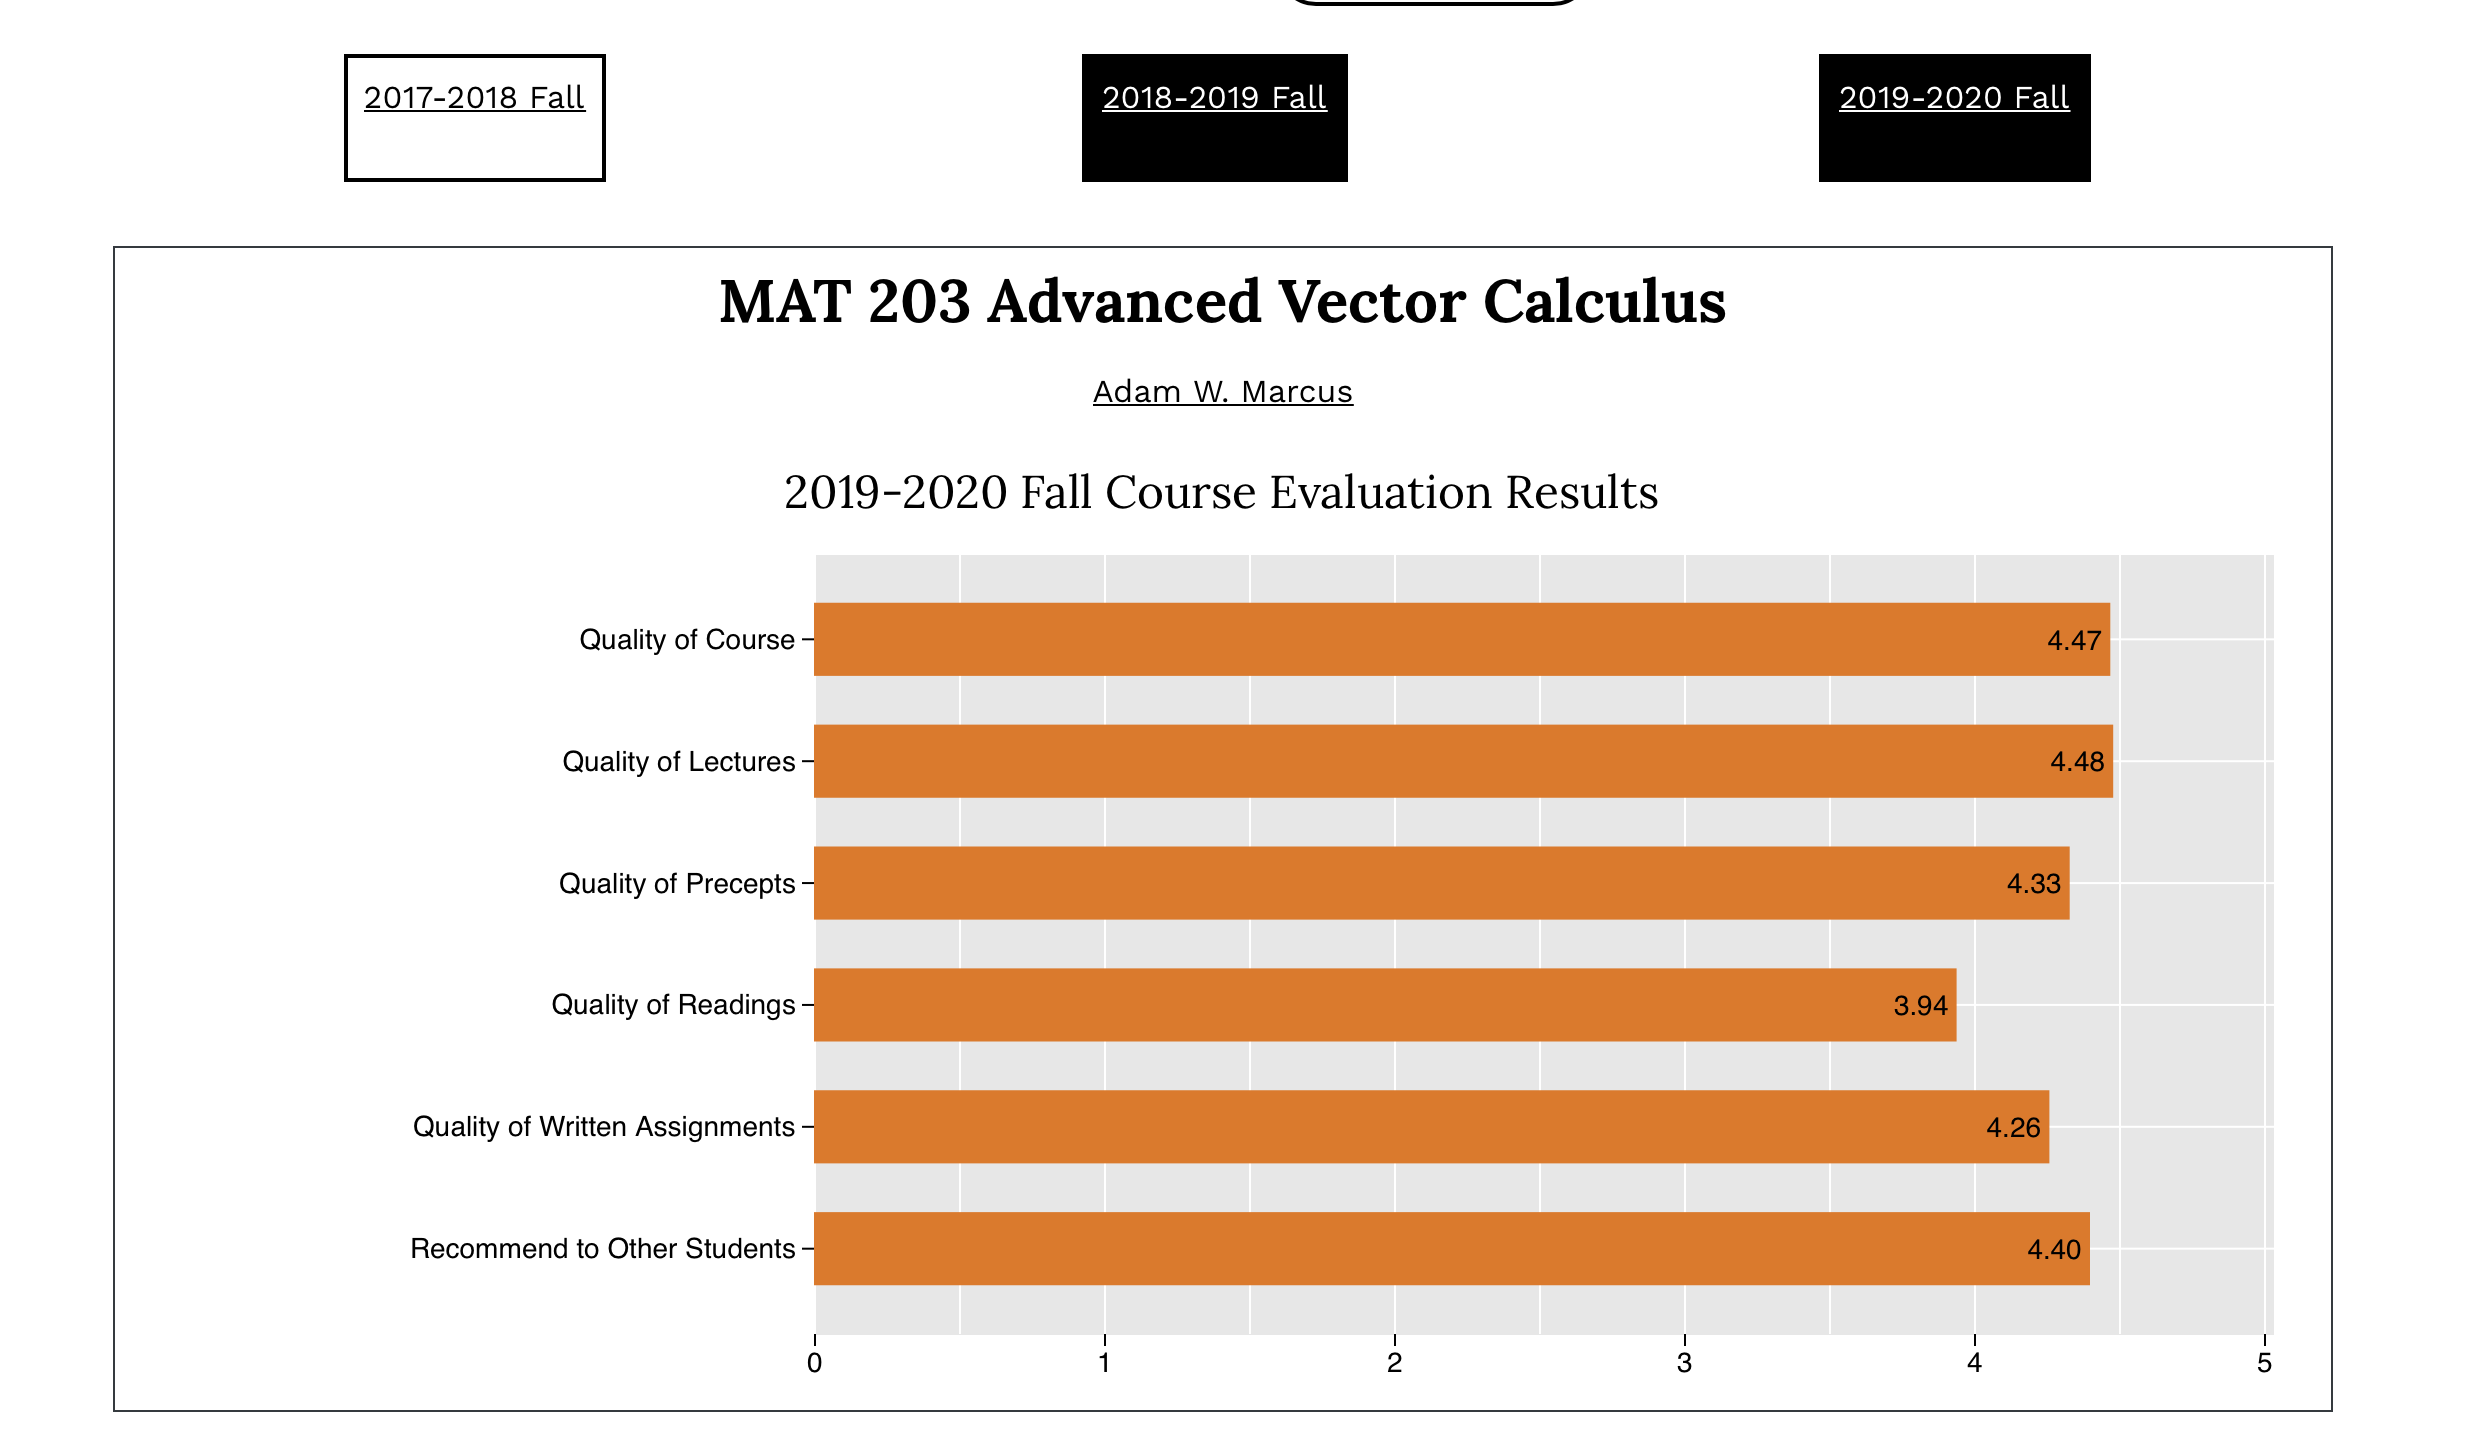 2017-2018 Fall
2018-2019 Fall
2019-2020 Fall
MAT 203 Advanced Vector Calculus
Adam W. Marcus
2019-2020 Fall Course Evaluation Results
Quality of Course 4.47
Quality of Lectures 4.48
Quality of Precepts 4.33
Quality of Readings 3.94
Quality of Written Assignments 4.26
Recommend to Other Students 4.40
0 1 2 3 4 5